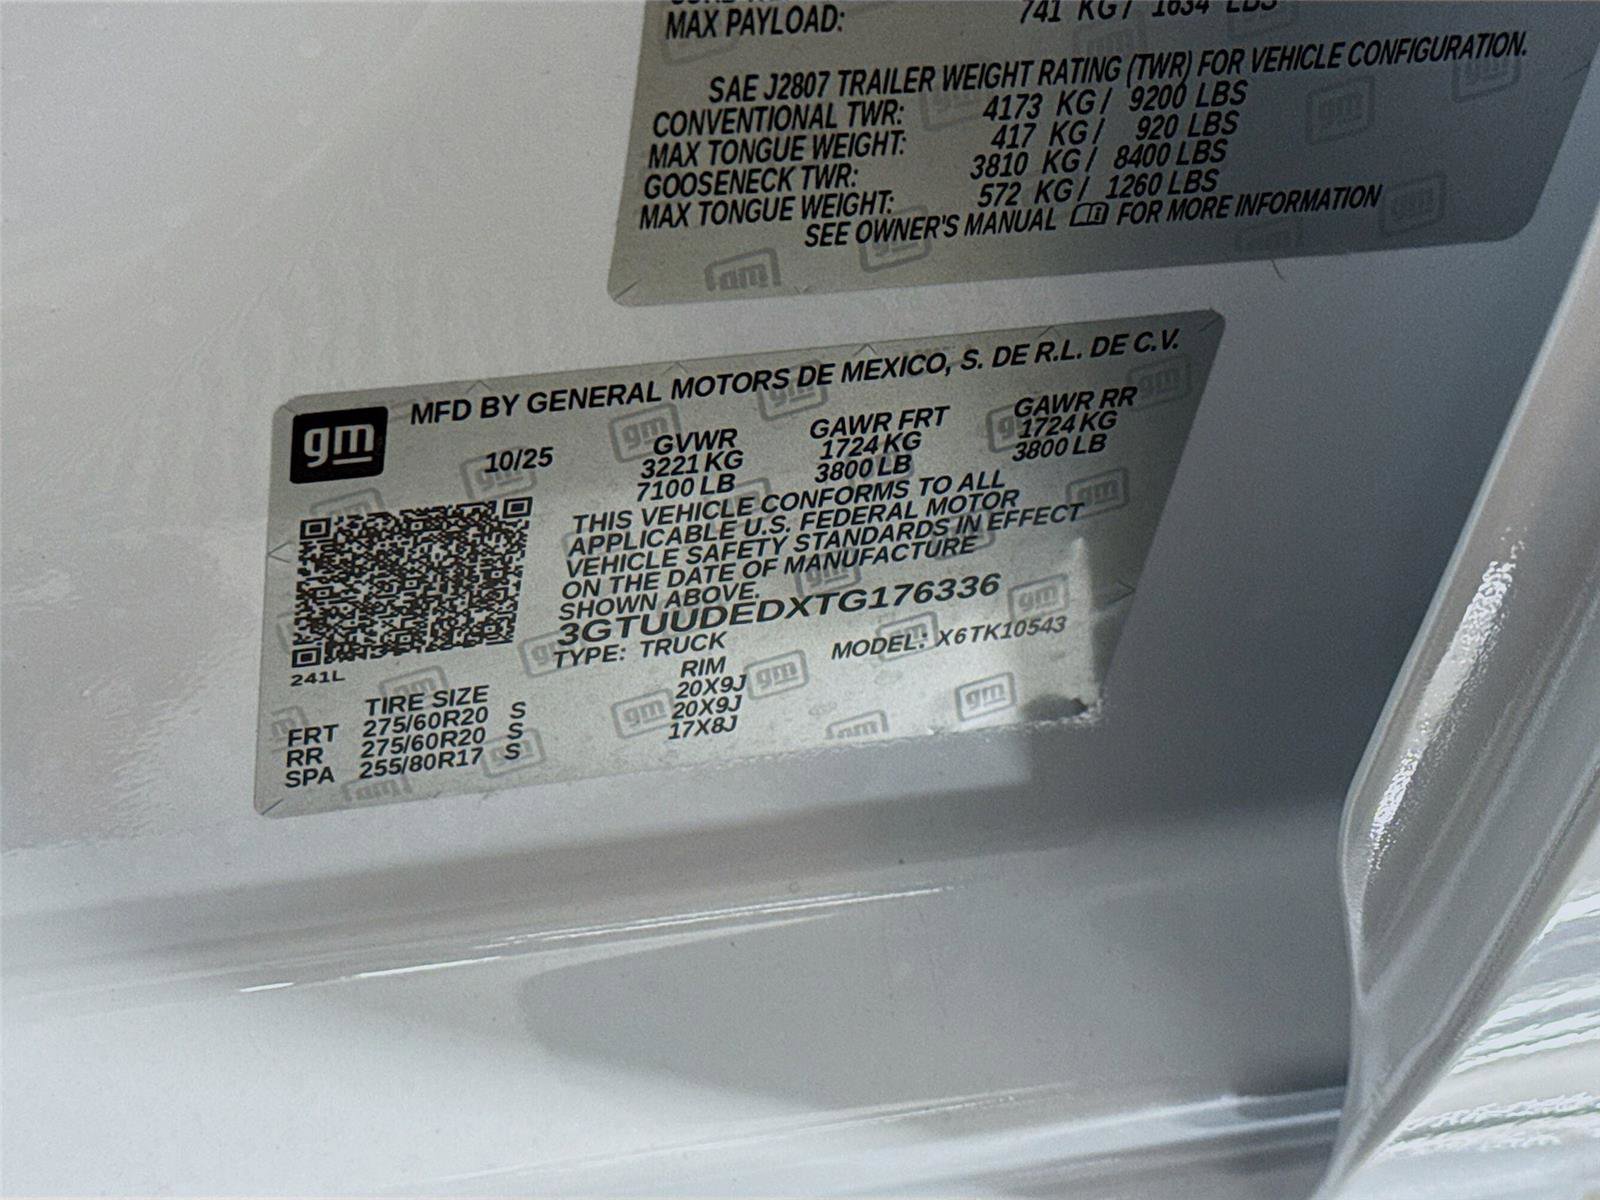 MAX PAYLOAD: 741 KG / 1634 LBS
SAE J2807 TRAILER WEIGHT RATING (TWR) FOR VEHICLE CONFIGURATION.
CONVENTIONAL TWR: 4173 KG / 9200 LBS
MAX TONGUE WEIGHT: 417 KG / 920 LBS
GOOSENECK TWR: 3810 KG / 8400 LBS
MAX TONGUE WEIGHT: 572 KG / 1260 LBS
SEE OWNER'S MANUAL FOR MORE INFORMATION
gm
MFD BY GENERAL MOTORS DE MEXICO, S. DE R.L. DE C.V.
10/25 GVWR GAWR FRT GAWR RR
3221 KG 1724 KG 1724 KG
7100 LB 3800 LB 3800 LB
THIS VEHICLE CONFORMS TO ALL
APPLICABLE U.S. FEDERAL MOTOR
VEHICLE SAFETY STANDARDS IN EFFECT
ON THE DATE OF MANUFACTURE
SHOWN ABOVE.
3GTUUDEDXTG176336
TYPE: TRUCK MODEL: X6TK10543
241L
TIRE SIZE RIM
FRT 275/60R20 S 20X9J
RR 275/60R20 S 20X9J
SPA 255/80R17 S 17X8J